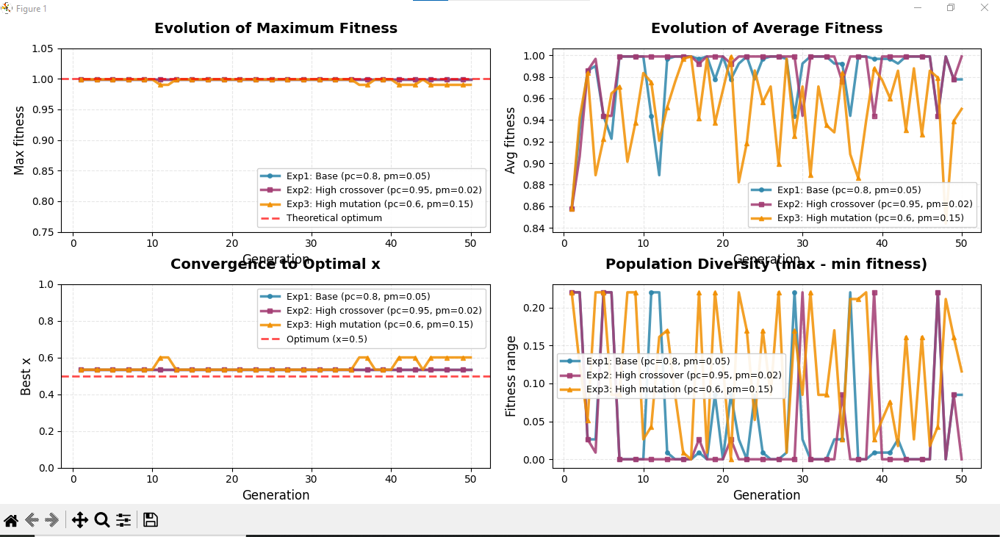 Figure 1
Evolution of Maximum Fitness
Max fitness
1.05
1.00
0.95
0.90
0.85
0.80
0.75
Exp1: Base (pc=0.8, pm=0.05)
Exp2: High crossover (pc=0.95, pm=0.02)
Exp3: High mutation (pc=0.6, pm=0.15)
Theoretical optimum
0 10 20 30 40 50
Generation
Evolution of Average Fitness
Avg fitness
1.00
0.98
0.96
0.94
0.92
0.90
0.88
0.86
0.84
Exp1: Base (pc=0.8, pm=0.05)
Exp2: High crossover (pc=0.95, pm=0.02)
Exp3: High mutation (pc=0.6, pm=0.15)
0 10 20 30 40 50
Generation
Convergence to Optimal x
Best x
1.0
0.8
0.6
0.4
0.2
0.0
Exp1: Base (pc=0.8, pm=0.05)
Exp2: High crossover (pc=0.95, pm=0.02)
Exp3: High mutation (pc=0.6, pm=0.15)
Optimum (x=0.5)
0 10 20 30 40 50
Generation
Population Diversity (max - min fitness)
Fitness range
0.20
0.15
0.10
0.05
0.00
Exp1: Base (pc=0.8, pm=0.05)
Exp2: High crossover (pc=0.95, pm=0.02)
Exp3: High mutation (pc=0.6, pm=0.15)
0 10 20 30 40 50
Generation